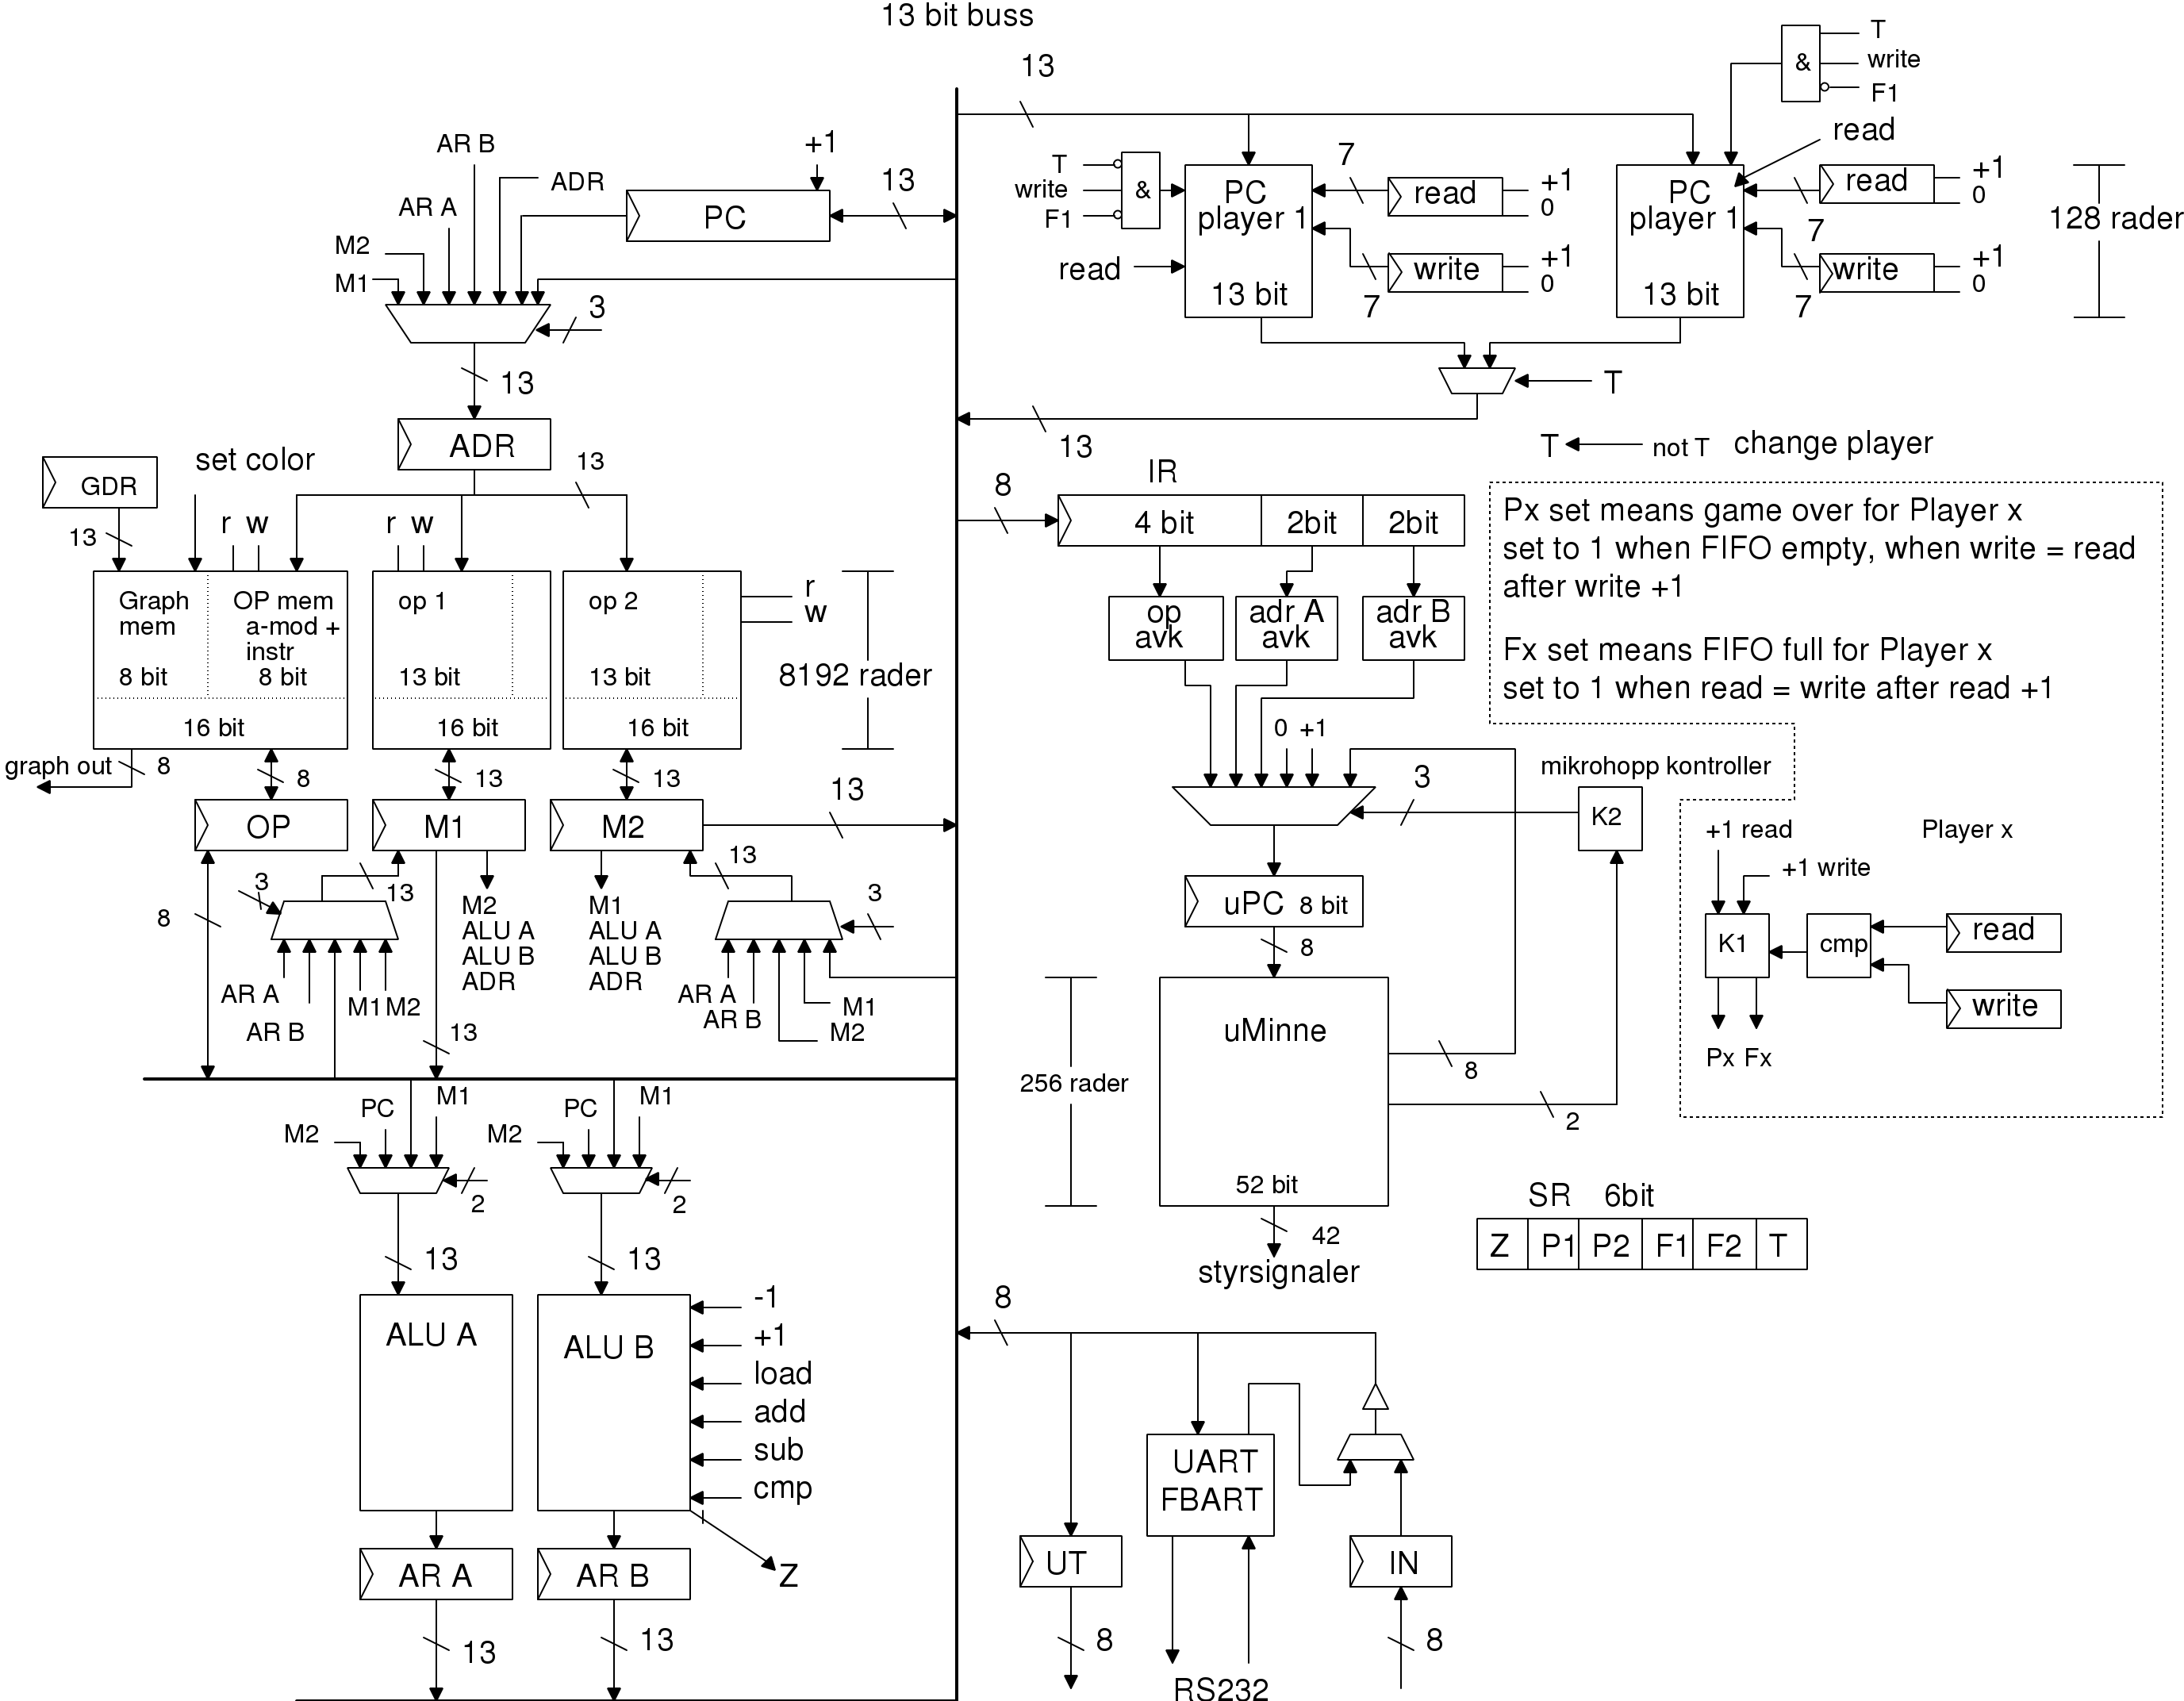 13 bit buss
13
T
write
F1
&
read
AR B
ADR
AR A
M2
M1
+1
PC
13
3
13
ADR
T
write
F1
&
read
PC
player 1
13 bit
7
read
+1
0
write
+1
0
7
PC
player 1
13 bit
read
+1
0
7
write
+1
0
7
128 rader
T
13
T
not T
change player
GDR
13
set color
r w
r w
13
Graph
mem
8 bit
OP mem
a-mod +
instr
8 bit
16 bit
op 1
13 bit
16 bit
op 2
13 bit
16 bit
r
w
8192 rader
graph out
8
8
13
13
OP
M1
M2
13
8
3
13
AR A
AR B
M1
M2
M2
ALU A
ALU B
ADR
13
M1
ALU A
ALU B
ADR
13
3
AR A
AR B
M1
M2
IR
8
4 bit
2bit
2bit
op
avk
adr A
avk
adr B
avk
0 +1
3
mikrohopp kontroller
K2
uPC 8 bit
8
uMinne
52 bit
256 rader
8
2
42
styrsignaler
Px set means game over for Player x
set to 1 when FIFO empty, when write = read
after write +1
Fx set means FIFO full for Player x
set to 1 when read = write after read +1
+1 read
Player x
+1 write
K1
cmp
read
write
Px Fx
SR 6bit
Z P1 P2 F1 F2 T
M2
PC
M1
2
13
M2
PC
M1
2
13
ALU A
ALU B
-1
+1
load
add
sub
cmp
Z
AR A
AR B
13
13
8
UART
FBART
UT
IN
8
RS232
8